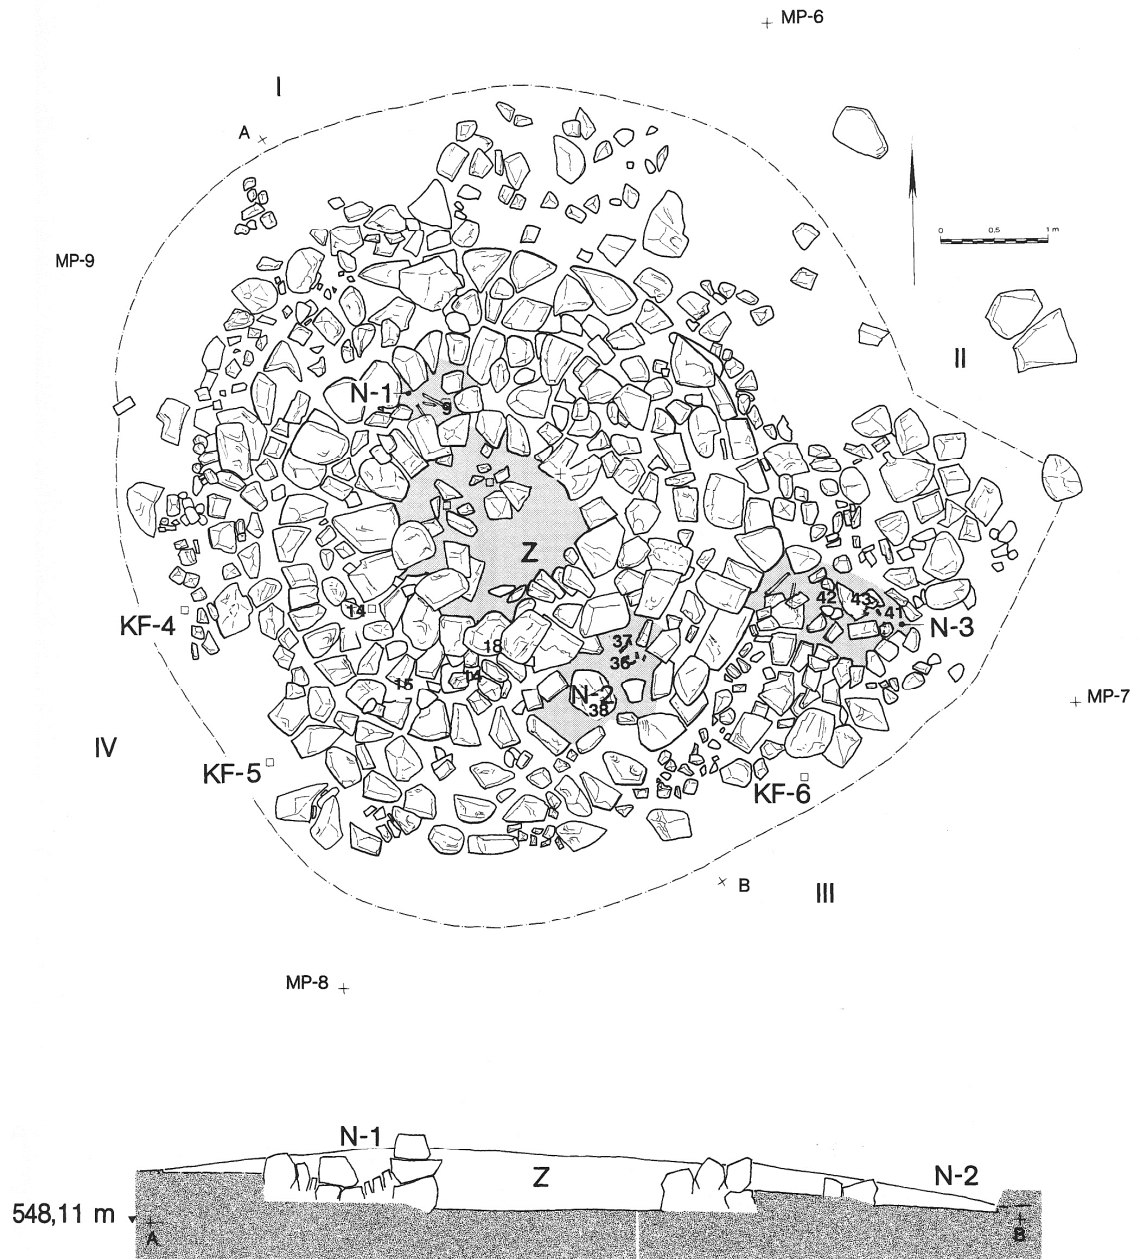 MP-6
I
A
MP-9
0 0,5 1 m
II
N-1
9
Z
42 43 41
14
KF-4
37
N-3
18
36
14
15
N-2
38
MP-7
IV
KF-5
KF-6
B
III
MP-8
N-1
Z
N-2
548,11 m
A
B